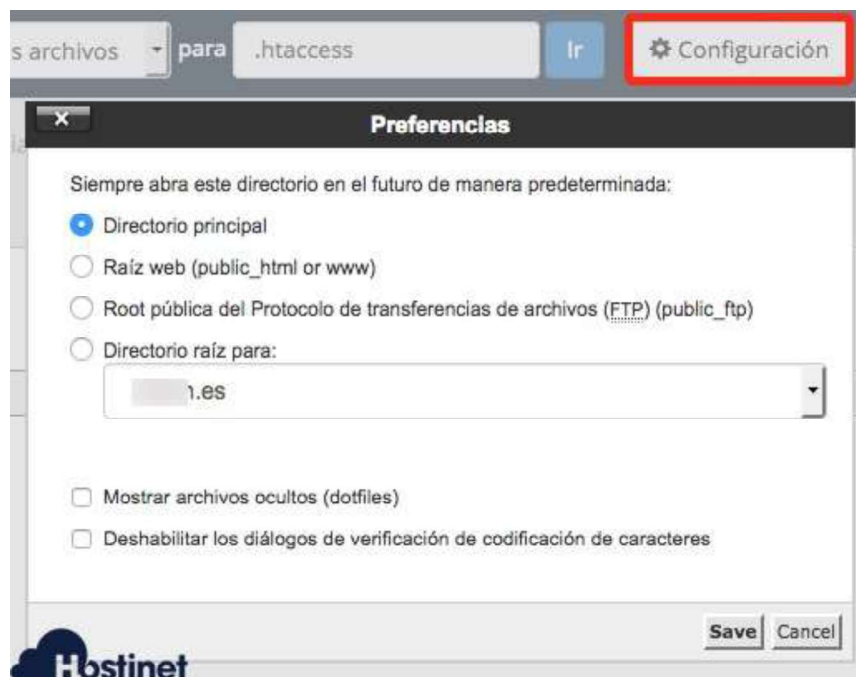 s archivos para .htaccess Ir Configuración
Preferencias
Siempre abra este directorio en el futuro de manera predeterminada:
Directorio principal
Raíz web (public_html or www)
Root pública del Protocolo de transferencias de archivos (FTP) (public_ftp)
Directorio raíz para:
.es
Mostrar archivos ocultos (dotfiles)
Deshabilitar los diálogos de verificación de codificación de caracteres
Save Cancel
Hostinet